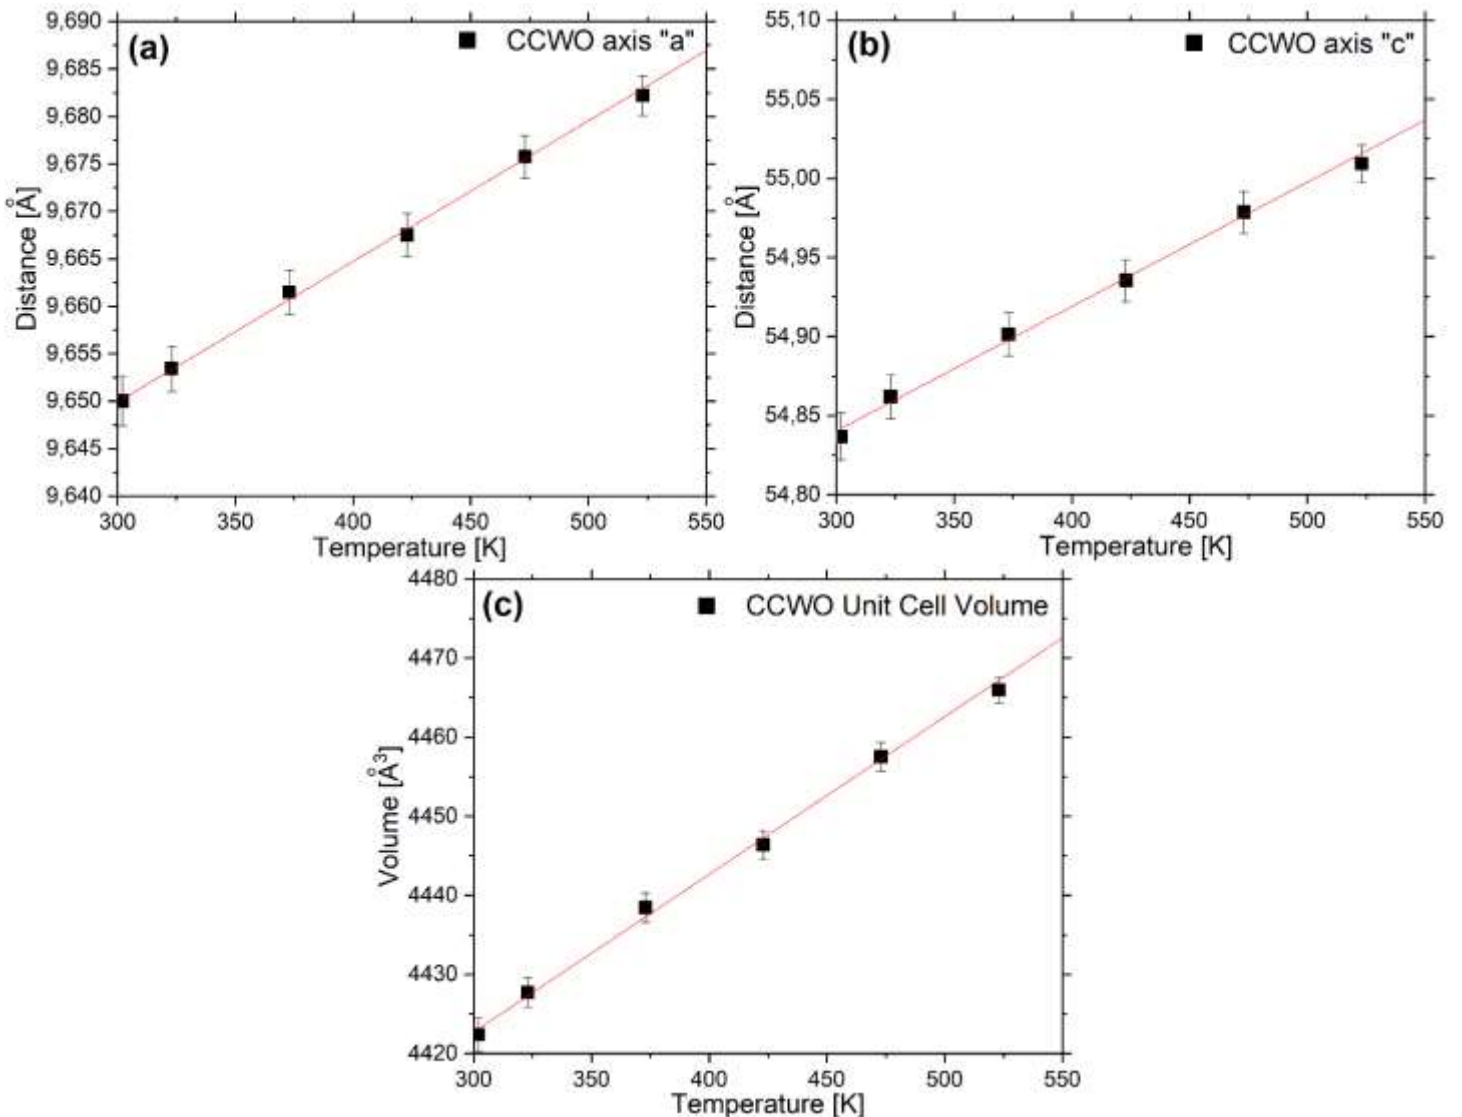 (a)
CCWO axis "a"
9,690
9,685
9,680
9,675
9,670
9,665
9,660
9,655
9,650
9,645
9,640
Distance [Å]
300 350 400 450 500 550
Temperature [K]
(b)
CCWO axis "c"
55,10
55,05
55,00
54,95
54,90
54,85
54,80
Distance [Å]
300 350 400 450 500 550
Temperature [K]
(c)
CCWO Unit Cell Volume
4480
4470
4460
4450
4440
4430
4420
Volume [Å³]
300 350 400 450 500 550
Temperature [K]